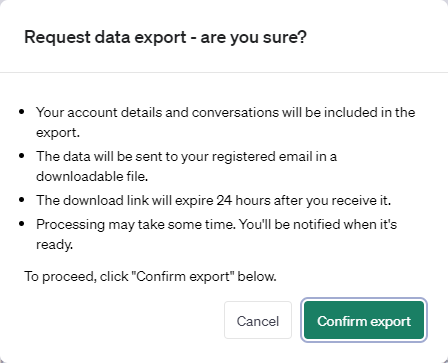 Request data export - are you sure?
• Your account details and conversations will be included in the
export.
• The data will be sent to your registered email in a
downloadable file.
• The download link will expire 24 hours after you receive it.
• Processing may take some time. You'll be notified when it's
ready.
To proceed, click "Confirm export" below.
Cancel Confirm export